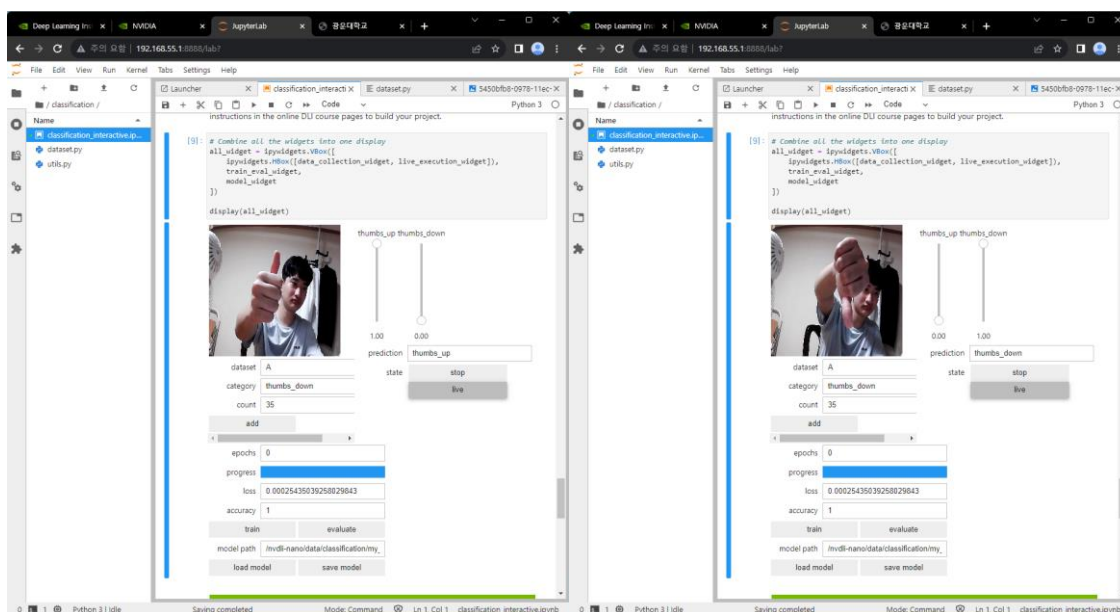 Deep Learning In
NVIDIA
JupyterLab
광운대학교
주의 요함 192.168.55.1:8888/lab?
File Edit View Run Kernel Tabs Settings Help
Launcher
classification_interacti
dataset.py
5450bfb8-0978-11ec-
Code
Python 3
/ classification /
Name
classification_interactive.ip...
dataset.py
utils.py
instructions in the online DLI course pages to build your project.
[9]:
# Combine all the widgets into one display
all_widget = ipywidgets.VBox([
ipywidgets.HBox([data_collection_widget, live_execution_widget]),
train_eval_widget,
model_widget
])
display(all_widget)
thumbs_up thumbs_down
1.00 0.00
prediction thumbs_up
state stop
live
dataset A
category thumbs_down
count 35
add
epochs 0
progress
loss 0.00025435039258029843
accuracy 1
train evaluate
model path /nvdli-nano/data/classification/my_
load model save model
0 1 Python 3 | Idle Saving completed Mode: Command Ln 1, Col 1 classification_interactive.ipynb
Deep Learning In
NVIDIA
JupyterLab
광운대학교
주의 요함 192.168.55.1:8888/lab?
File Edit View Run Kernel Tabs Settings Help
Launcher
classification_interacti
dataset.py
5450bfb8-0978-11ec-
Code
Python 3
/ classification /
Name
classification_interactive.ip...
dataset.py
utils.py
instructions in the online DLI course pages to build your project.
[9]:
# Combine all the widgets into one display
all_widget = ipywidgets.VBox([
ipywidgets.HBox([data_collection_widget, live_execution_widget]),
train_eval_widget,
model_widget
])
display(all_widget)
thumbs_up thumbs_down
0.00 1.00
prediction thumbs_down
state stop
live
dataset A
category thumbs_down
count 35
add
epochs 0
progress
loss 0.00025435039258029843
accuracy 1
train evaluate
model path /nvdli-nano/data/classification/my_
load model save model
0 1 Python 3 | Idle Saving completed Mode: Command Ln 1, Col 1 classification_interactive.ipynb